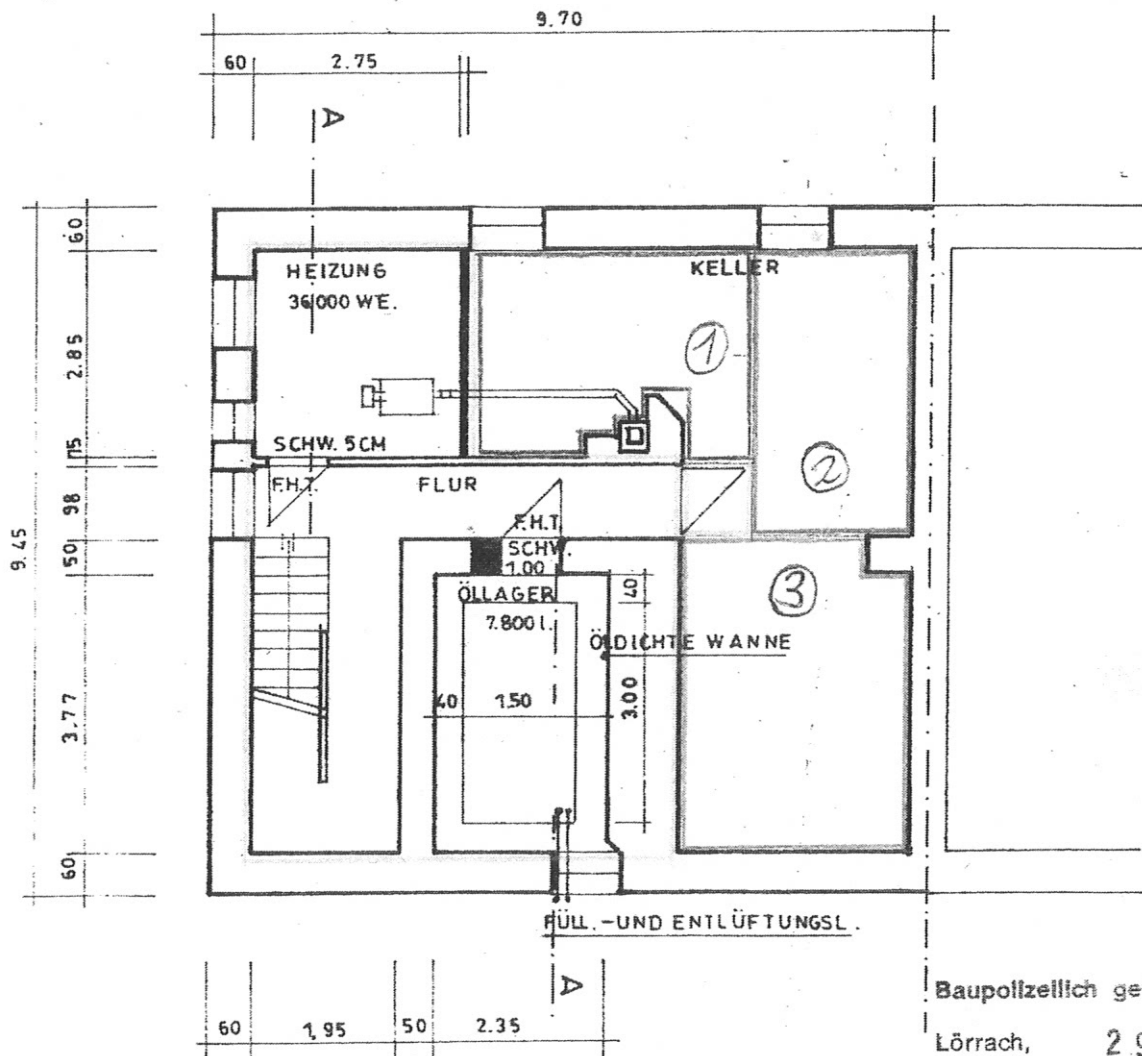 9.70
60
2.75
A
60
2.85
15
98
50
3.77
60
9.45
HEIZUNG
36000 WE.
SCHW. 5CM
F.H.T.
FLUR
KELLER
1
2
3
F.H.T
SCHW.
1.00
ÖLLAGER
7.800 l.
40
ÖLDICHTE WANNE
40
1.50
3.00
FÜLL.-UND ENTLÜFTUNGSL.
A
60
1,95
50
2.35
Baupolizeilich ge
Lörrach, 2 9